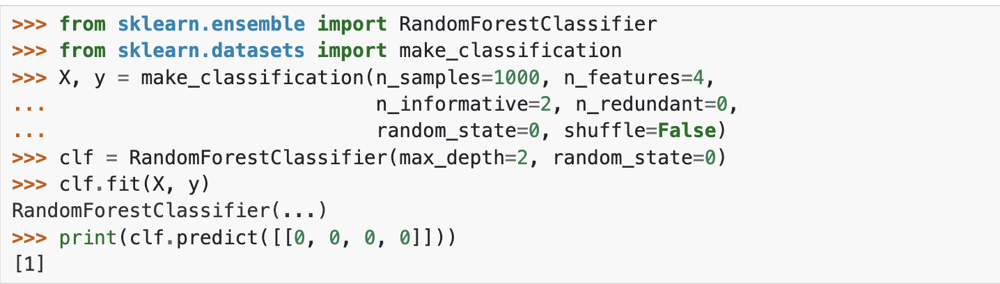 >>> from sklearn.ensemble import RandomForestClassifier
>>> from sklearn.datasets import make_classification
>>> X, y = make_classification(n_samples=1000, n_features=4,
...                            n_informative=2, n_redundant=0,
...                            random_state=0, shuffle=False)
>>> clf = RandomForestClassifier(max_depth=2, random_state=0)
>>> clf.fit(X, y)
RandomForestClassifier(...)
>>> print(clf.predict([[0, 0, 0, 0]]))
[1]